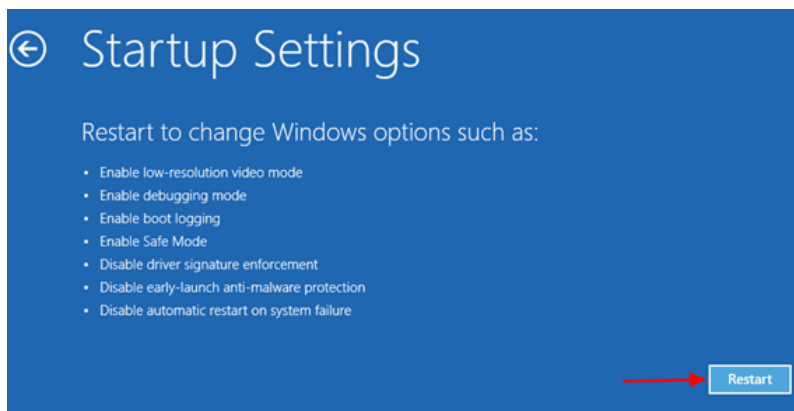 Startup Settings
Restart to change Windows options such as:
• Enable low-resolution video mode
• Enable debugging mode
• Enable boot logging
• Enable Safe Mode
• Disable driver signature enforcement
• Disable early-launch anti-malware protection
• Disable automatic restart on system failure
Restart